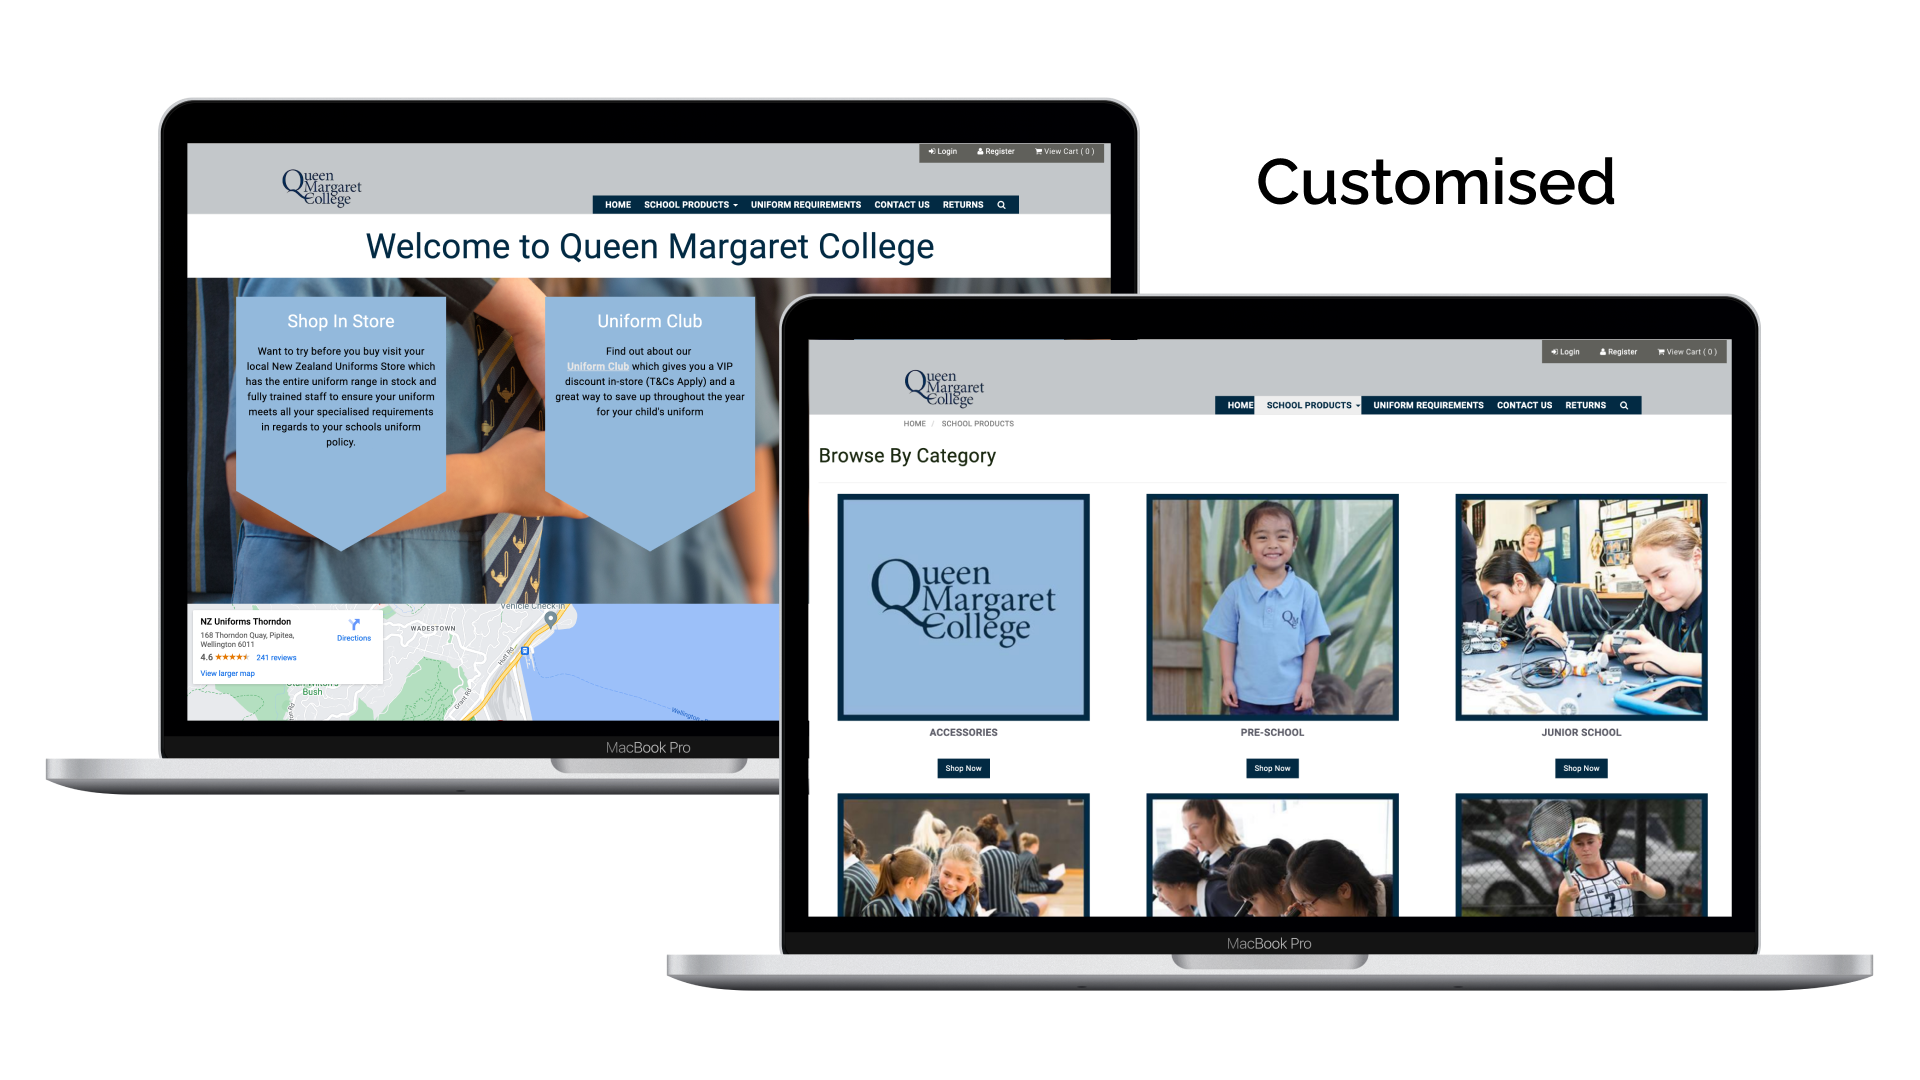 Customised
Login
Register
View Cart ( 0 )
Queen
Margaret
College
HOME
SCHOOL PRODUCTS
UNIFORM REQUIREMENTS
CONTACT US
RETURNS
Welcome to Queen Margaret College
Shop In Store
Want to try before you buy visit your
local New Zealand Uniforms Store which
has the entire uniform range in stock and
fully trained staff to ensure your uniform
meets all your specialised requirements
in regards to your schools uniform
policy.
Uniform Club
Find out about our
Uniform Club which gives you a VIP
discount in-store (T&Cs Apply) and a
great way to save up throughout the year
for your child's uniform
NZ Uniforms Thorndon
168 Thorndon Quay, Pipitea,
Wellington 6011
4.6
241 reviews
View larger map
Directions
Vehicle Check-in
WADESTOWN
Hutt Rd
Grant Rd
Bush
MacBook Pro
Login
Register
View Cart ( 0 )
Queen
Margaret
College
HOME
SCHOOL PRODUCTS
UNIFORM REQUIREMENTS
CONTACT US
RETURNS
HOME / SCHOOL PRODUCTS
Browse By Category
Queen
Margaret
College
QM
7
ACCESSORIES
PRE-SCHOOL
JUNIOR SCHOOL
Shop Now
Shop Now
Shop Now
MacBook Pro